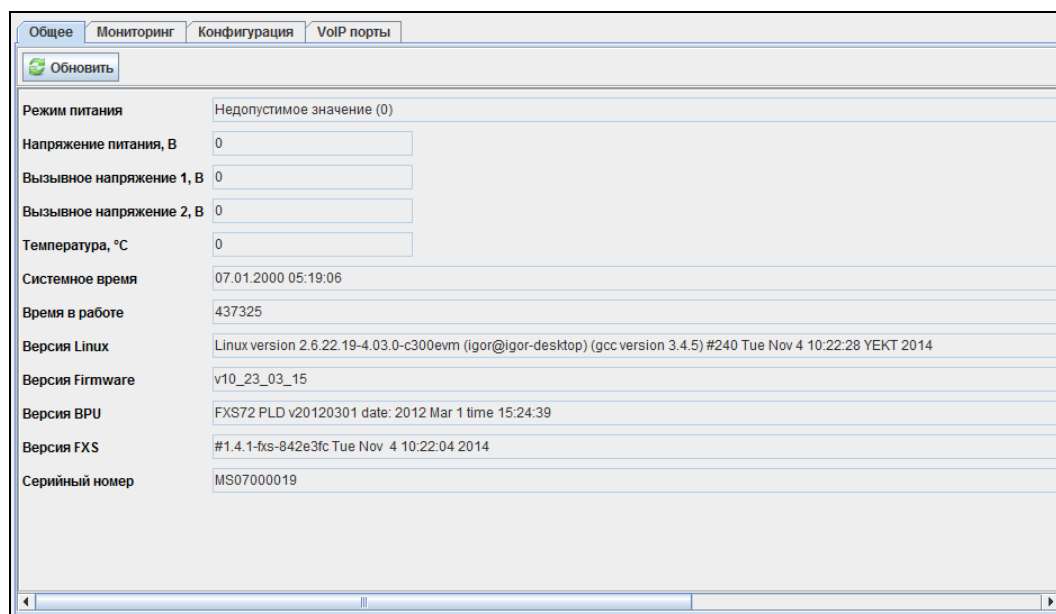 Общее Мониторинг Конфигурация VoIP порты
Обновить
Режим питания Недопустимое значение (0)
Напряжение питания, В 0
Вызывное напряжение 1, В 0
Вызывное напряжение 2, В 0
Температура, °C 0
Системное время 07.01.2000 05:19:06
Время в работе 437325
Версия Linux Linux version 2.6.22.19-4.03.0-c300evm (igor@igor-desktop) (gcc version 3.4.5) #240 Tue Nov 4 10:22:28 YEKT 2014
Версия Firmware v10_23_03_15
Версия BPU FXS72 PLD v20120301 date: 2012 Mar 1 time 15:24:39
Версия FXS #1.4.1-fxs-842e3fc Tue Nov  4 10:22:04 2014
Серийный номер MS07000019